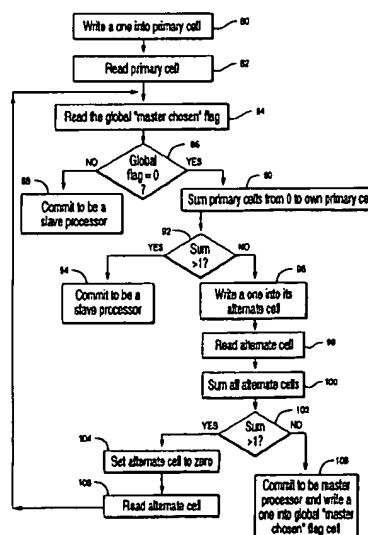 Write a one into primary cell
80
Read primary cell
82
Read the global "master chosen" flag
84
86
NO
Global
flag = 0
?
YES
88
Commit to be a
slave processor
90
Sum primary cells from 0 to own primary cell
92
YES
Sum
>1?
NO
94
Commit to be a
slave processor
96
Write a one into its
alternate cell
98
Read alternate cell
100
Sum all alternate cells
102
YES
Sum
>1?
NO
104
Set alternate cell to zero
106
Read alternate cell
108
Commit to be master
processor and write a
one into global "master
chosen" flag cell